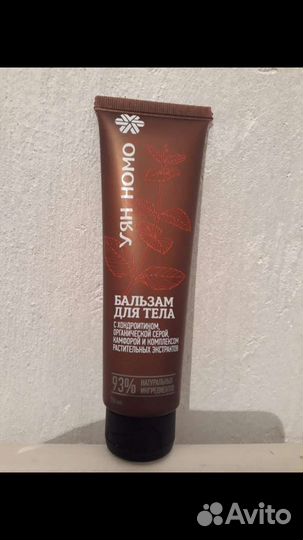 УЯН НОМО
БАЛЬЗАМ
ДЛЯ ТЕЛА
С ХОНДРОИТИНОМ,
ОРГАНИЧЕСКОЙ СЕРОЙ,
КАМФОРОЙ И КОМПЛЕКСОМ
РАСТИТЕЛЬНЫХ ЭКСТРАКТОВ
93% НАТУРАЛЬНЫХ
ИНГРЕДИЕНТОВ
Avito